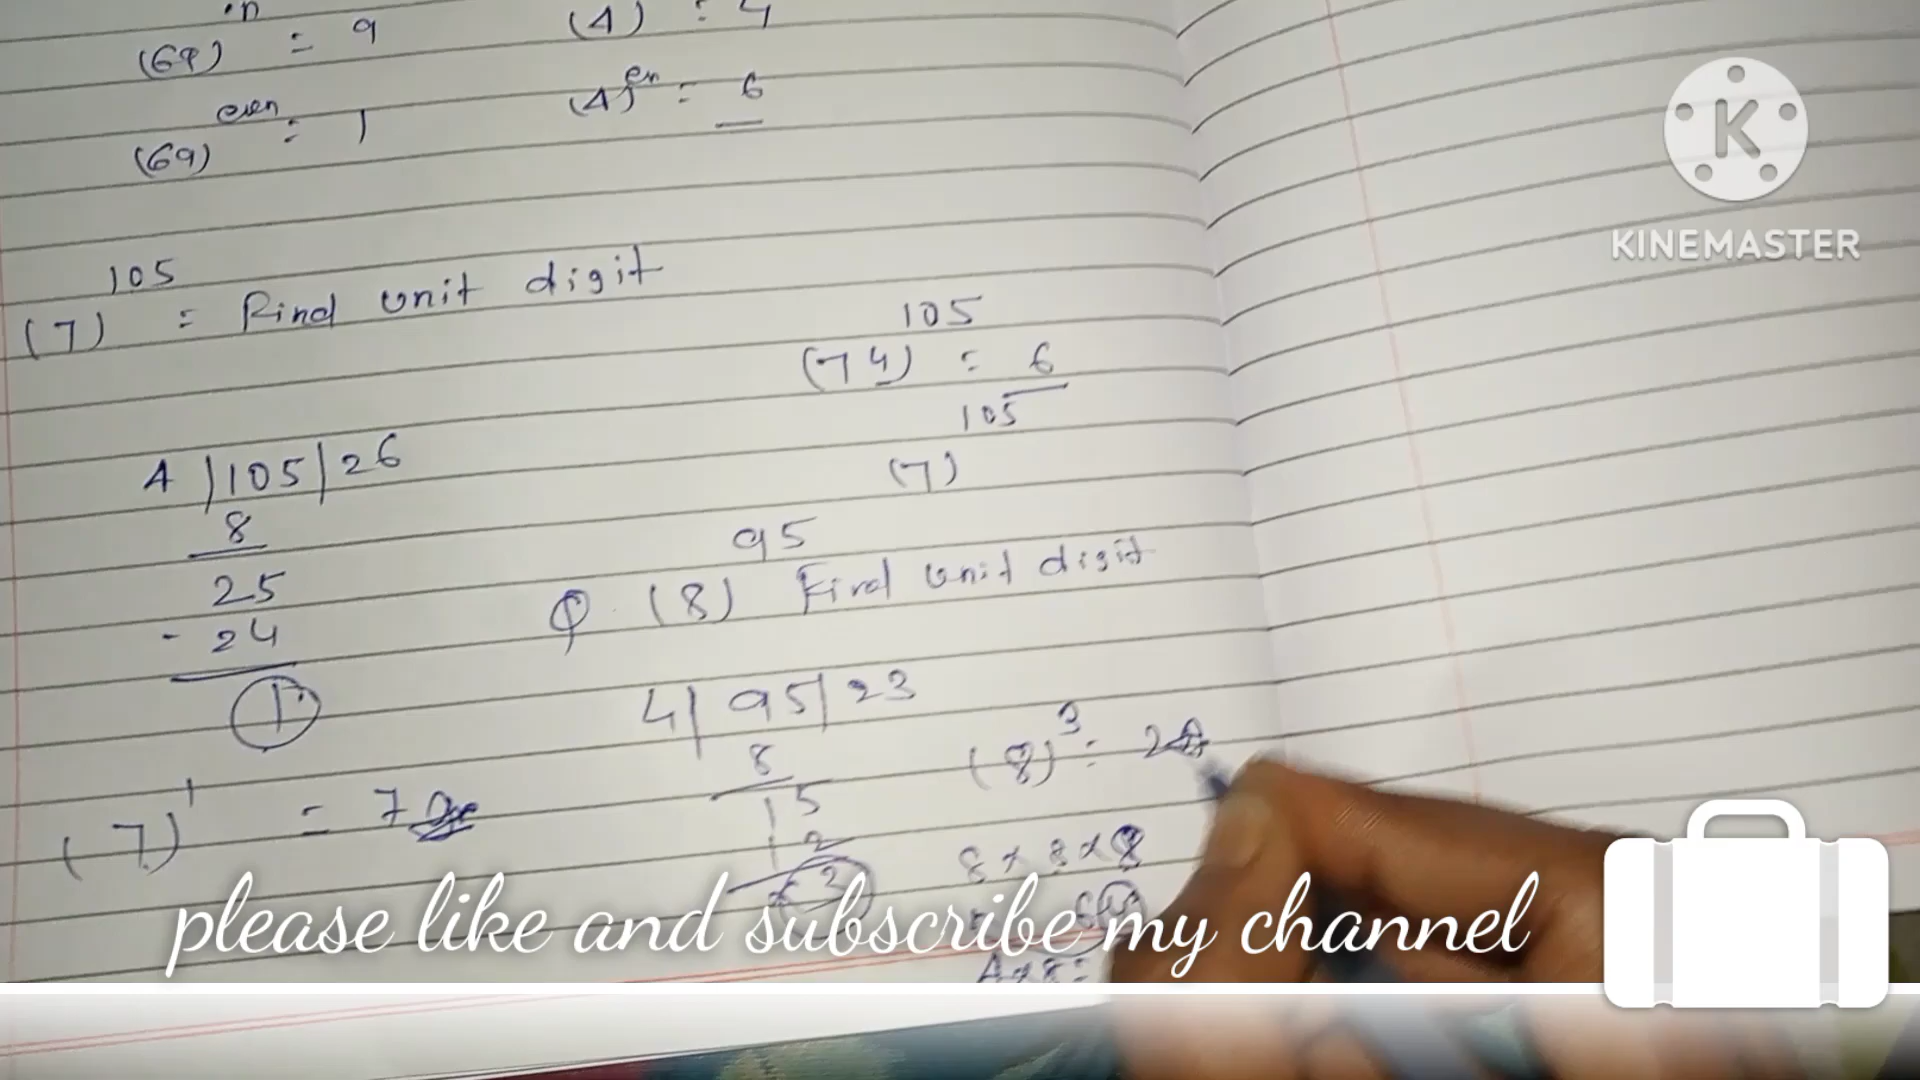 (69) = 9
(4) = 4
(69)even = 1
(4)en = 6
(7)105 = Find unit digit
(74)105 = 6
(7)105
4)105(26
8
25
- 24
1
(7)1 = 7
Q. (8)95 Find unit digit
4|95|23
8
15
12
3
(8)3 = 2
8 x 8 x 8
4x8=
KINEMASTER
please like and subscribe my channel